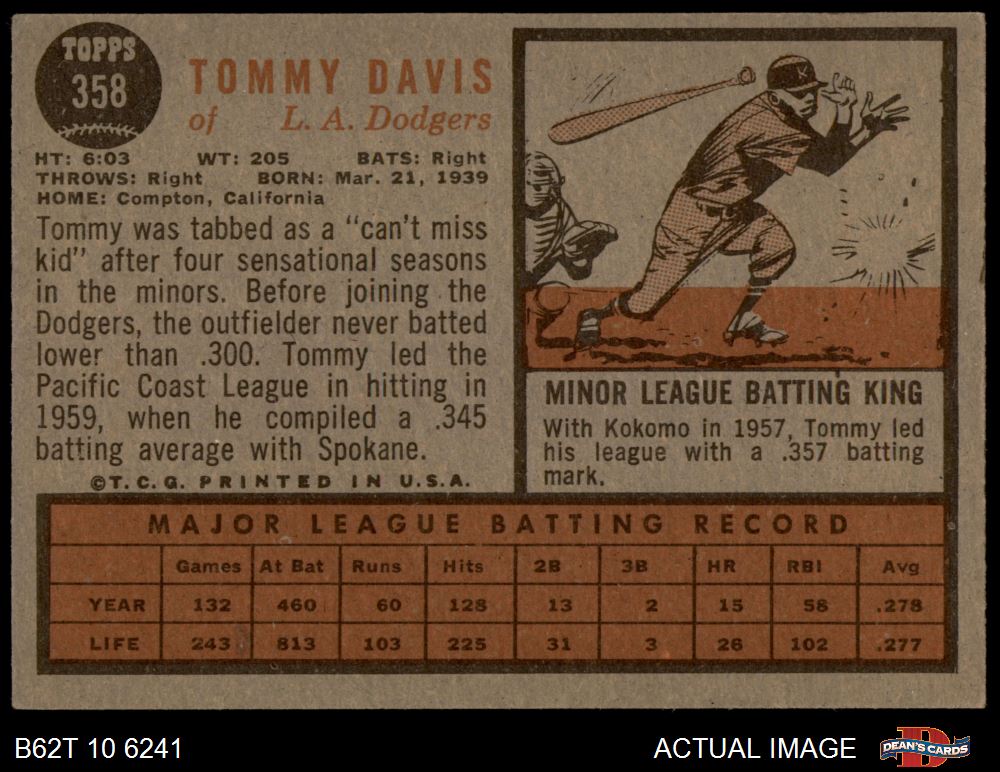 TOPPS
358
TOMMY DAVIS
of L. A. Dodgers
HT: 6:03 WT: 205 BATS: Right
THROWS: Right BORN: Mar. 21, 1939
HOME: Compton, California
Tommy was tabbed as a "can't miss
kid" after four sensational seasons
in the minors. Before joining the
Dodgers, the outfielder never batted
lower than .300. Tommy led the
Pacific Coast League in hitting in
1959, when he compiled a .345
batting average with Spokane.
©T. C. G. PRINTED IN U.S.A.
K
MINOR LEAGUE BATTING KING
With Kokomo in 1957, Tommy led
his league with a .357 batting
mark.
MAJOR LEAGUE BATTING RECORD
Games At Bat Runs Hits 2B 3B HR RBI Avg
YEAR 132 460 60 128 13 2 15 58 .278
LIFE 243 813 103 225 31 3 26 102 .277
B62T 10 6241
ACTUAL IMAGE
D
DEAN'S CARDS